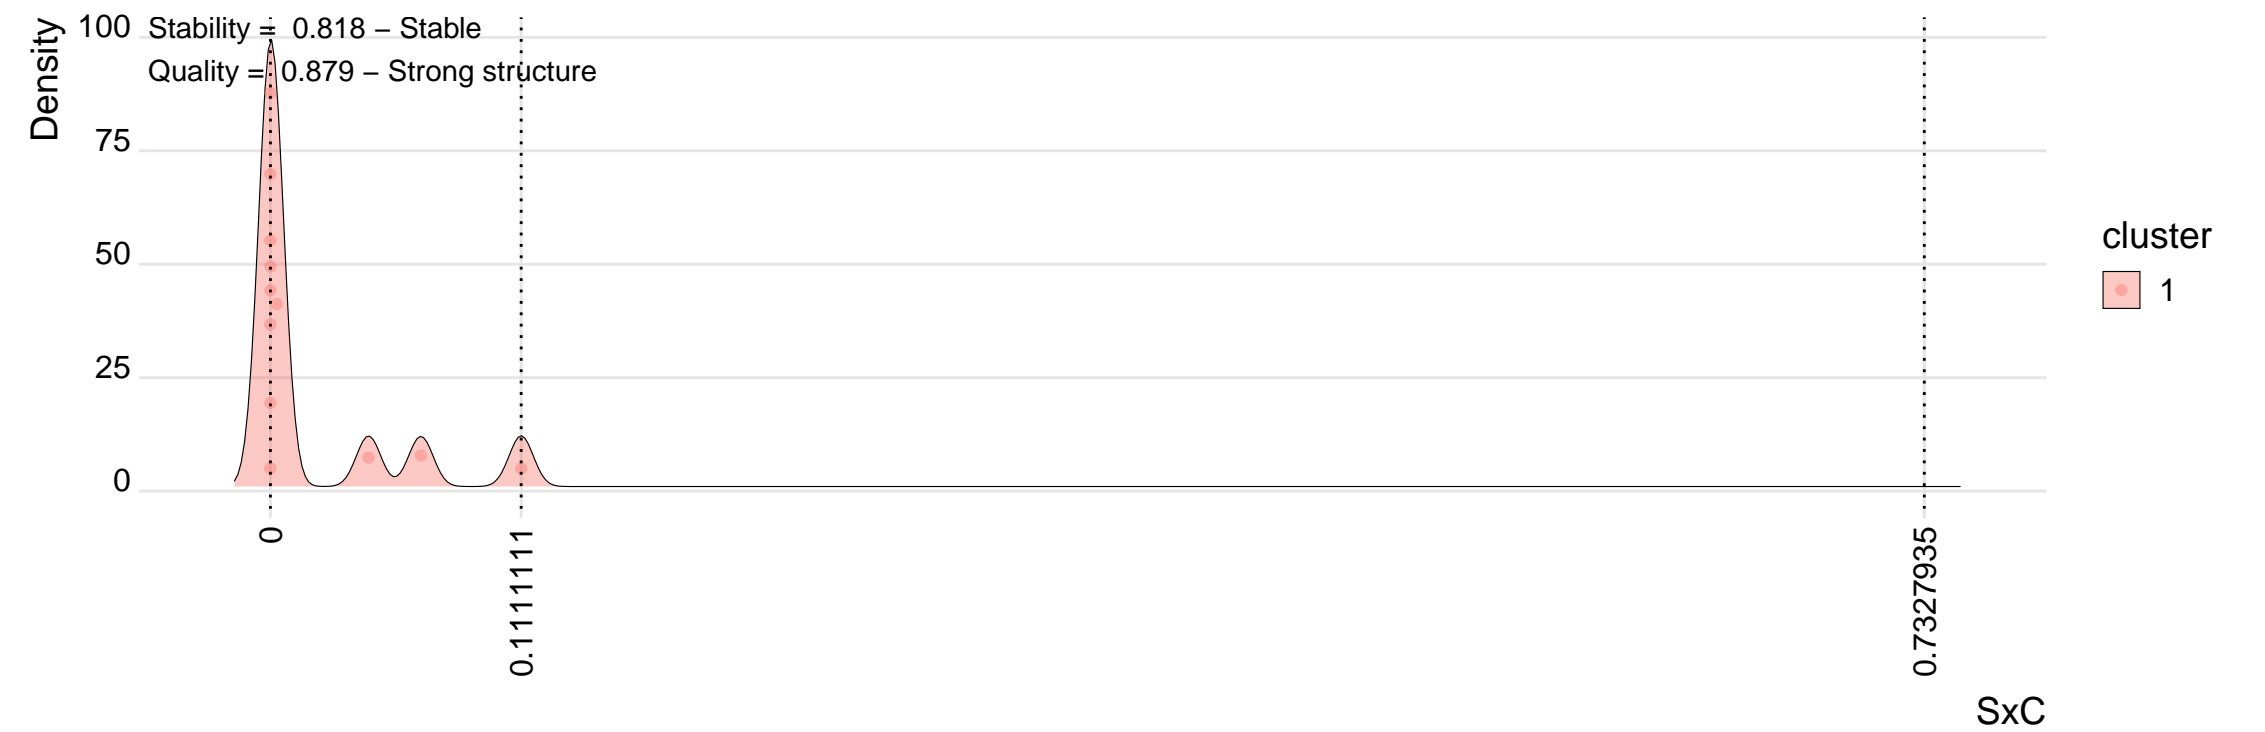 Density
100
75
50
25
0
Stability =  0.818 – Stable
Quality =  0.879 – Strong structure
0
0.11111111
0.7327935
SxC
cluster
1